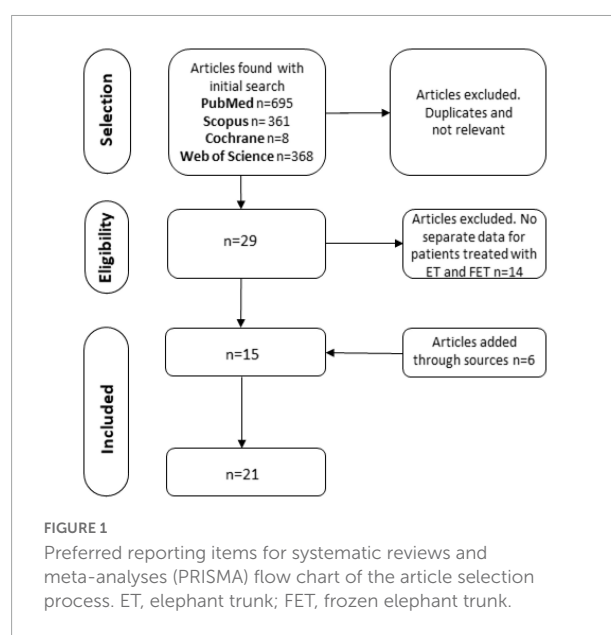 Selection
Articles found with
initial search
PubMed n=695
Scopus n= 361
Cochrane n=8
Web of Science n=368
Articles excluded.
Duplicates and
not relevant
Eligibility
n=29
Articles excluded. No
separate data for
patients treated with
ET and FET n=14
Included
n=15
Articles added
through sources n=6
n=21
FIGURE 1
Preferred reporting items for systematic reviews and
meta-analyses (PRISMA) flow chart of the article selection
process. ET, elephant trunk; FET, frozen elephant trunk.